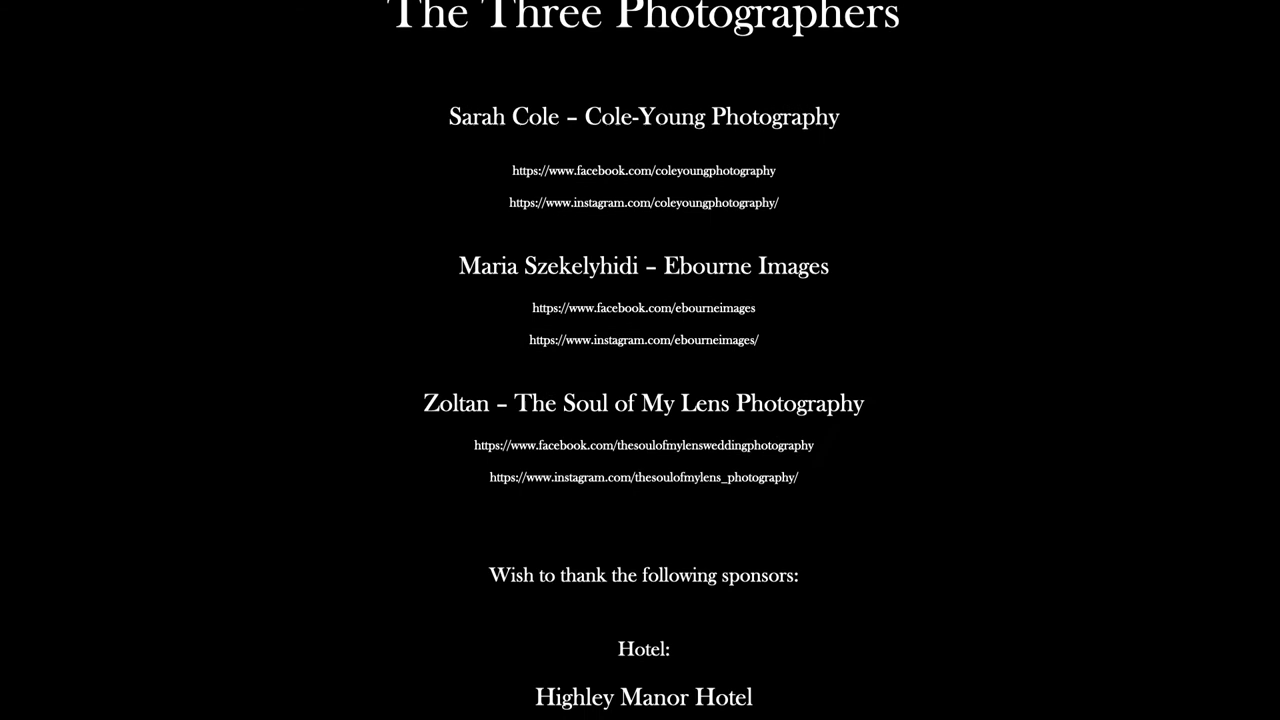 The Three Photographers
Sarah Cole – Cole-Young Photography
https://www.facebook.com/coleyoungphotography
https://www.instagram.com/coleyoungphotography/
Maria Szekelyhidi – Ebourne Images
https://www.facebook.com/ebourneimages
https://www.instagram.com/ebourneimages/
Zoltan – The Soul of My Lens Photography
https://www.facebook.com/thesoulofmylensweddingphotography
https://www.instagram.com/thesoulofmylens_photography/
Wish to thank the following sponsors:
Hotel:
Highley Manor Hotel